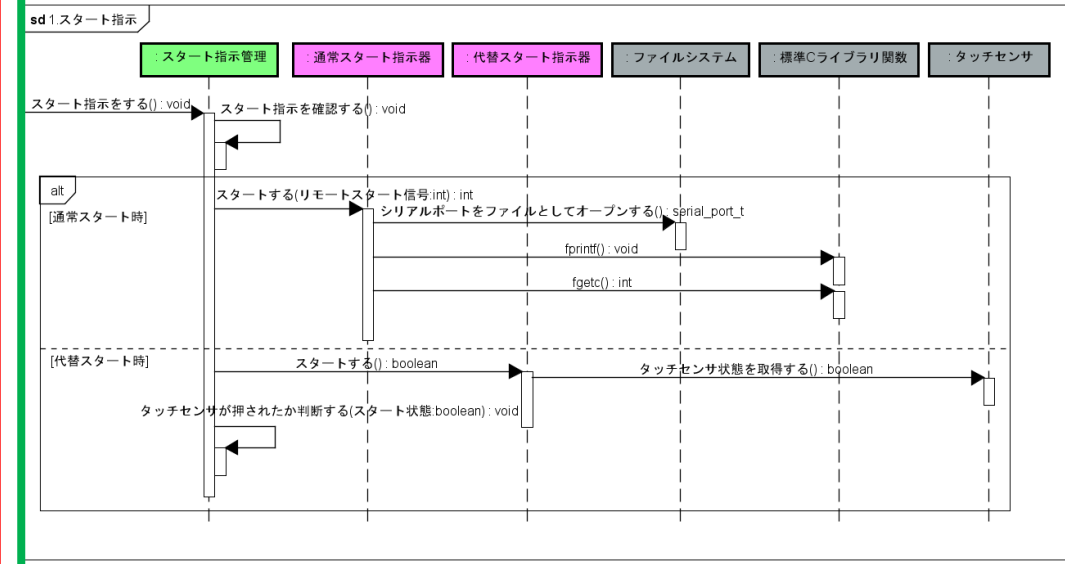 sd 1.スタート指示
: スタート指示管理
: 通常スタート指示器
: 代替スタート指示器
: ファイルシステム
: 標準Cライブラリ関数
: タッチセンサ
スタート指示をする() : void
スタート指示を確認する() : void
alt
[通常スタート時]
スタートする(リモートスタート信号:int) : int
シリアルポートをファイルとしてオープンする() : serial_port_t
fprintf() : void
fgetc() : int
[代替スタート時]
スタートする() : boolean
タッチセンサ状態を取得する() : boolean
タッチセンサが押されたか判断する(スタート状態:boolean) : void